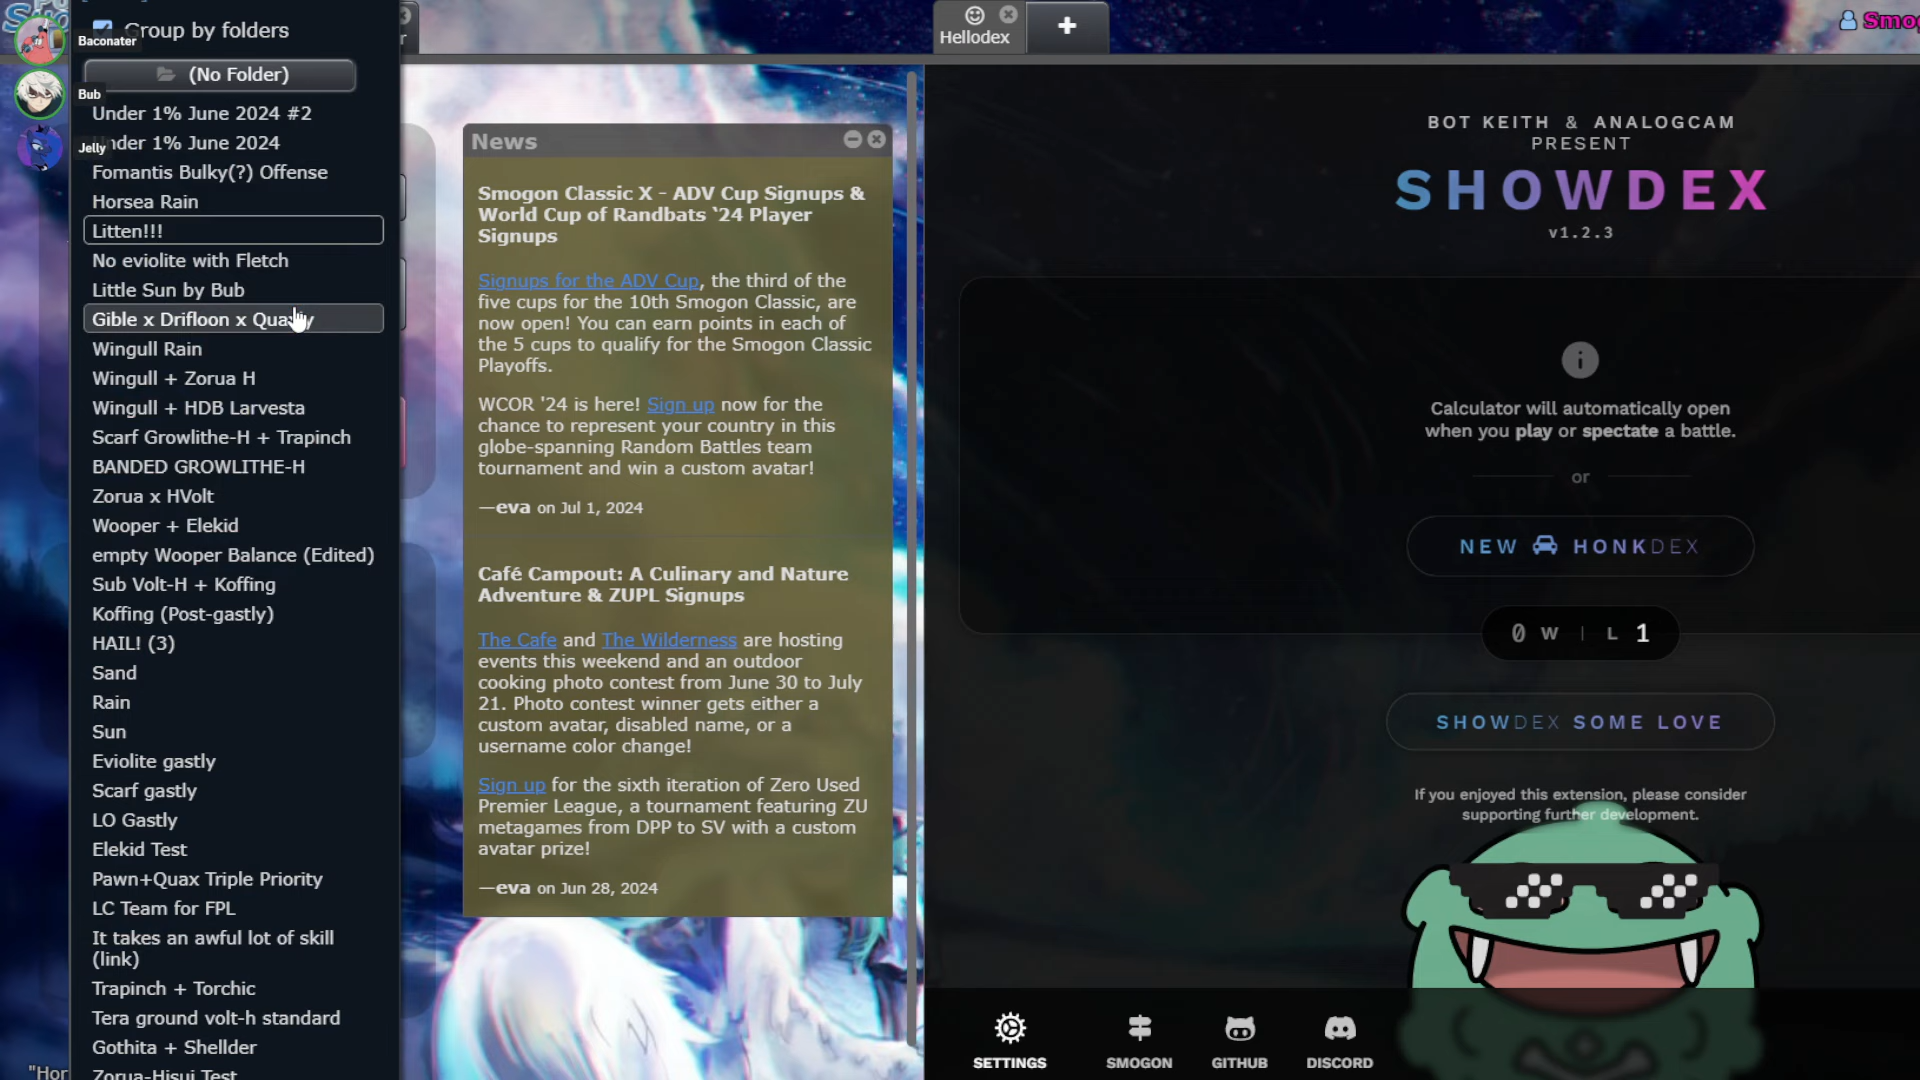 Group by folders
Baconater
(No Folder)
Bub
Under 1% June 2024 #2
Under 1% June 2024
Jelly
Fomantis Bulky(?) Offense
Horsea Rain
Litten!!!
No eviolite with Fletch
Little Sun by Bub
Gible x Drifloon x
Wingull Rain
Wingull + Zorua H
Wingull + HDB Larvesta
Scarf Growlithe-H + Trapinch
BANDED GROWLITHE-H
Zorua x HVolt
Wooper + Elekid
empty Wooper Balance (Edited)
Sub Volt-H + Koffing
Koffing (Post-gastly)
HAIL! (3)
Sand
Rain
Sun
Eviolite gastly
Scarf gastly
LO Gastly
Elekid Test
Pawn+Quax Triple Priority
LC Team for FPL
It takes an awful lot of skill
(link)
Trapinch + Torchic
Tera ground volt-h standard
Gothita + Shellder
Zorua-Hisui Test
News
Smogon Classic X - ADV Cup Signups &
World Cup of Randbats `24 Player
Signups
Signups for the ADV Cup, the third of the
five cups for the 10th Smogon Classic, are
now open! You can earn points in each of
the 5 cups to qualify for the Smogon Classic
Playoffs.
WCOR '24 is here! Sign up now for the
chance to represent your country in this
globe-spanning Random Battles team
tournament and win a custom avatar!
—eva on Jul 1, 2024
Café Campout: A Culinary and Nature
Adventure & ZUPL Signups
The Cafe and The Wilderness are hosting
events this weekend and an outdoor
cooking photo contest from June 30 to July
21. Photo contest winner gets either a
custom avatar, disabled name, or a
username color change!
Sign up for the sixth iteration of Zero Used
Premier League, a tournament featuring ZU
metagames from DPP to SV with a custom
avatar prize!
—eva on Jun 28, 2024
Hellodex
BOT KEITH & ANALOGCAM
PRESENT
SHOWDEX
v1.2.3
Calculator will automatically open
when you play or spectate a battle.
or
NEW HONKDEX
0 W | L 1
SHOWDEX SOME LOVE
If you enjoyed this extension, please consider
supporting further development.
SETTINGS
SMOGON
GITHUB
DISCORD